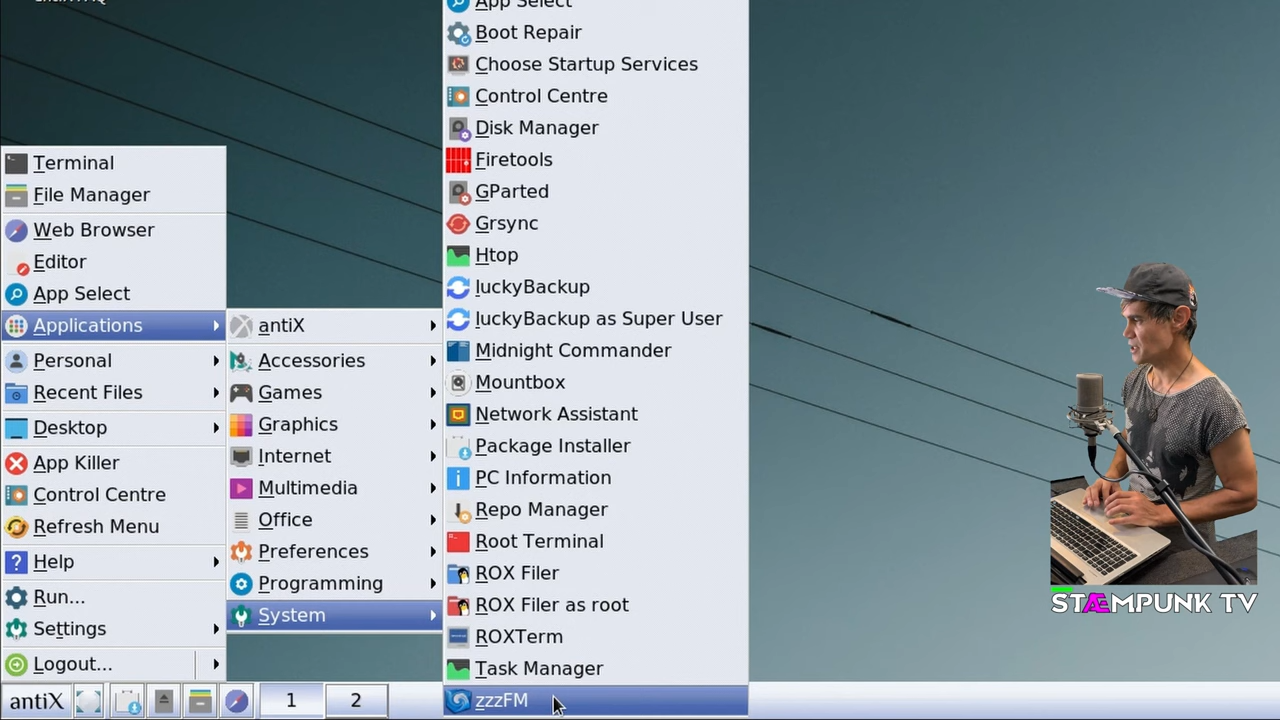 App Select
Boot Repair
Choose Startup Services
Control Centre
Disk Manager
Firetools
GParted
Grsync
Htop
luckyBackup
luckyBackup as Super User
Midnight Commander
Mountbox
Network Assistant
Package Installer
PC Information
Repo Manager
Root Terminal
ROX Filer
ROX Filer as root
ROXTerm
Task Manager
zzzFM
Terminal
File Manager
Web Browser
Editor
App Select
Applications
Personal
Recent Files
Desktop
App Killer
Control Centre
Refresh Menu
Help
Run...
Settings
Logout...
antiX
Accessories
Games
Graphics
Internet
Multimedia
Office
Preferences
Programming
System
antiX
1
2
STÆMPUNK TV